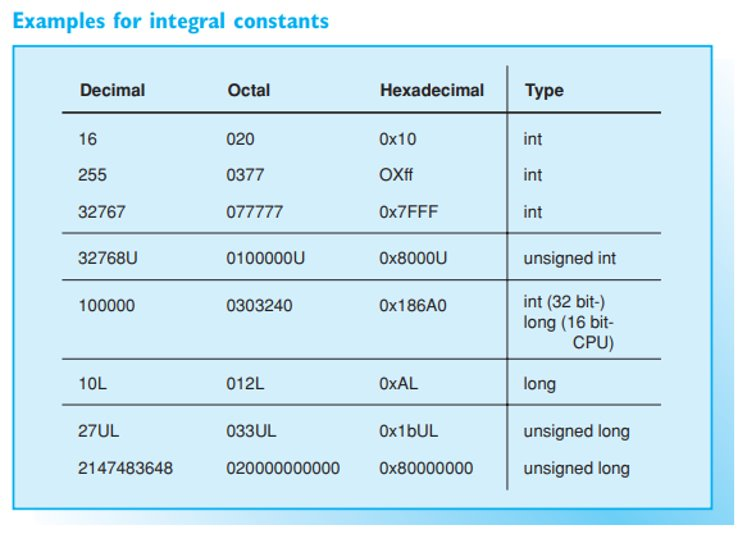 Examples for integral constants
Decimal Octal Hexadecimal Type
16 020 0x10 int
255 0377 OXff int
32767 077777 0x7FFF int
32768U 0100000U 0x8000U unsigned int
100000 0303240 0x186A0 int (32 bit-)
long (16 bit-
CPU)
10L 012L 0xAL long
27UL 033UL 0x1bUL unsigned long
2147483648 020000000000 0x80000000 unsigned long